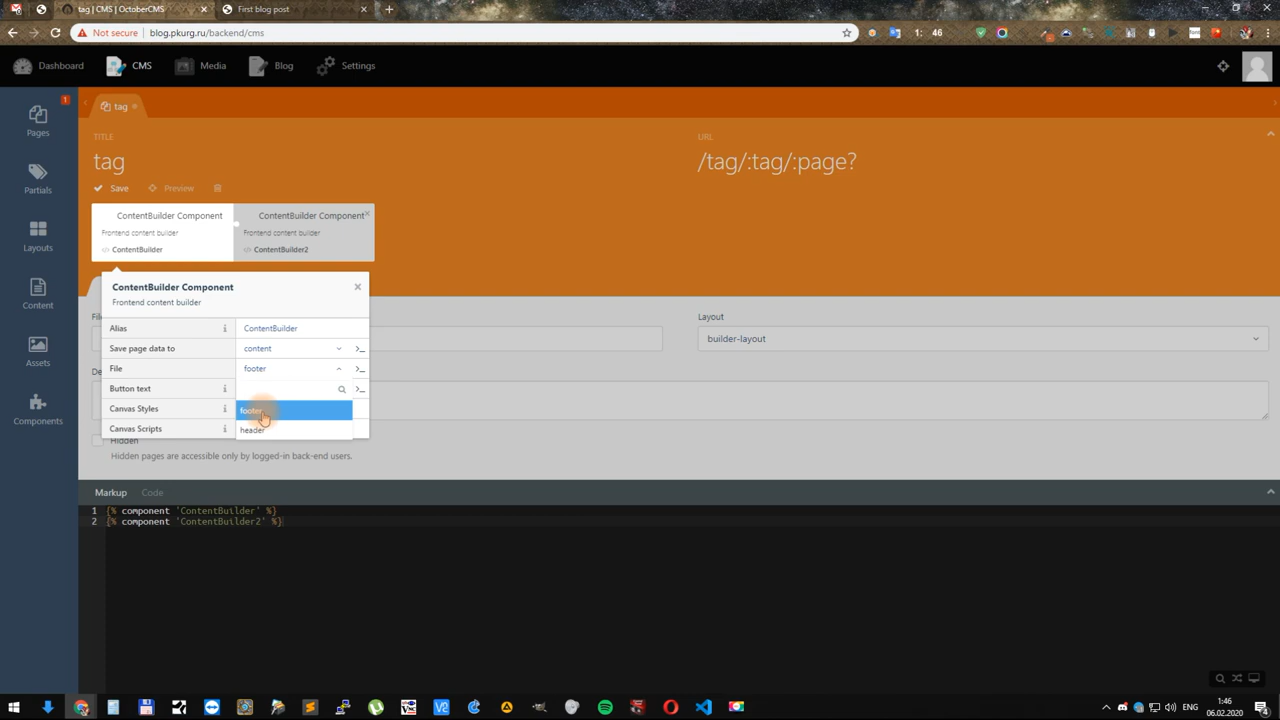 tag | CMS | OctoberCMS
First blog post
Not secure
blog.pkurg.ru/backend/cms
1: 46
Dashboard
CMS
Media
Blog
Settings
1
Pages
Partials
Layouts
Content
Assets
Components
tag
TITLE
tag
URL
/tag/:tag/:page?
Save
Preview
ContentBuilder Component
Frontend content builder
ContentBuilder
ContentBuilder Component
Frontend content builder
ContentBuilder2
ContentBuilder Component
Frontend content builder
Alias
ContentBuilder
Save page data to
content
File
footer
Button text
Canvas Styles
footer
Canvas Scripts
header
Layout
builder-layout
Hidden
Hidden pages are accessible only by logged-in back-end users.
Markup
Code
1 {% component 'ContentBuilder' %}
2 {% component 'ContentBuilder2' %}
ENG
1:46
06.02.2020
4